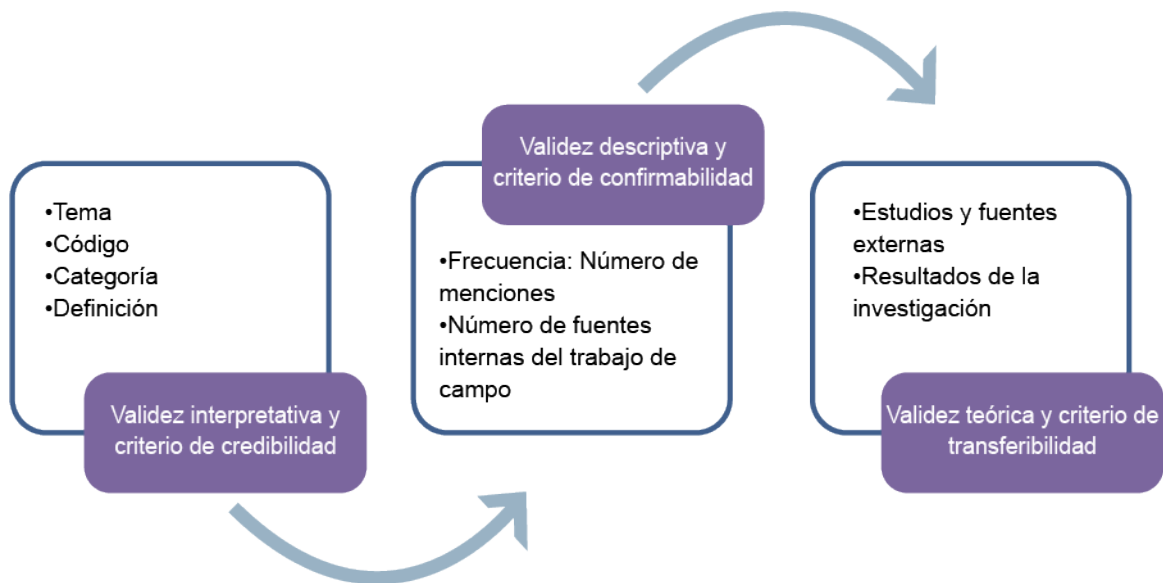 •Tema
•Código
•Categoría
•Definición
Validez interpretativa y
criterio de credibilidad
Validez descriptiva y
criterio de confirmabilidad
•Frecuencia: Número de
menciones
•Número de fuentes
internas del trabajo de
campo
•Estudios y fuentes
externas
•Resultados de la
investigación
Validez teórica y criterio de
transferibilidad